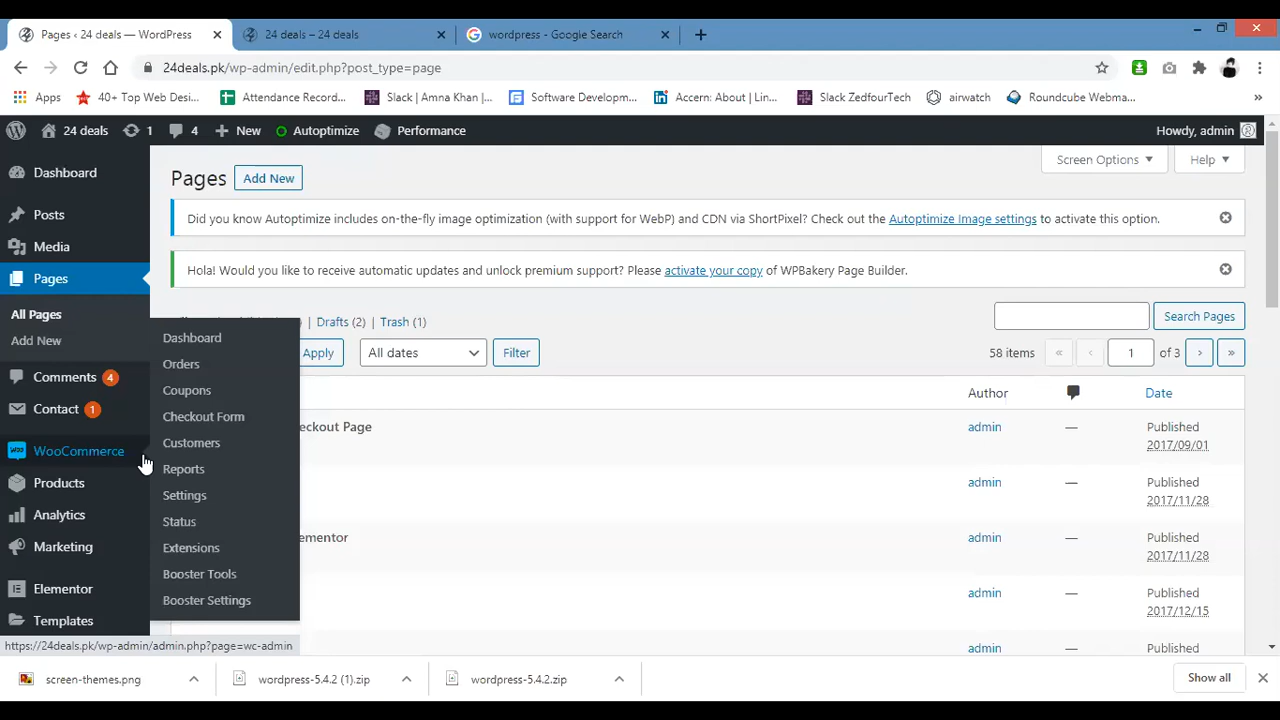 Pages ‹ 24 deals — WordPress
24 deals – 24 deals
wordpress - Google Search
24deals.pk/wp-admin/edit.php?post_type=page
Apps
40+ Top Web Desi...
Attendance Record...
Slack | Amna Khan |...
Software Developm...
Accern: About | Lin...
Slack ZedfourTech
airwatch
Roundcube Webma...
»
24 deals
1
4
New
Autoptimize
Performance
Howdy, admin
Dashboard
Posts
Media
Pages
All Pages
Add New
Comments 4
Contact 1
WooCommerce
Products
Analytics
Marketing
Elementor
Templates
Dashboard
Orders
Coupons
Checkout Form
Customers
Reports
Settings
Status
Extensions
Booster Tools
Booster Settings
Pages
Add New
Screen Options
Help
Did you know Autoptimize includes on-the-fly image optimization (with support for WebP) and CDN via ShortPixel? Check out the Autoptimize Image settings to activate this option.
Hola! Would you like to receive automatic updates and unlock premium support? Please activate your copy of WPBakery Page Builder.
| Drafts (2) | Trash (1)
Search Pages
Apply
All dates
Filter
58 items
«
‹
1
of 3
›
»
Author
Date
eckout Page
admin
—
Published
2017/09/01
admin
—
Published
2017/11/28
ementor
admin
—
Published
2017/11/28
admin
—
Published
2017/12/15
admin
—
Published
https://24deals.pk/wp-admin/admin.php?page=wc-admin
screen-themes.png
wordpress-5.4.2 (1).zip
wordpress-5.4.2.zip
Show all